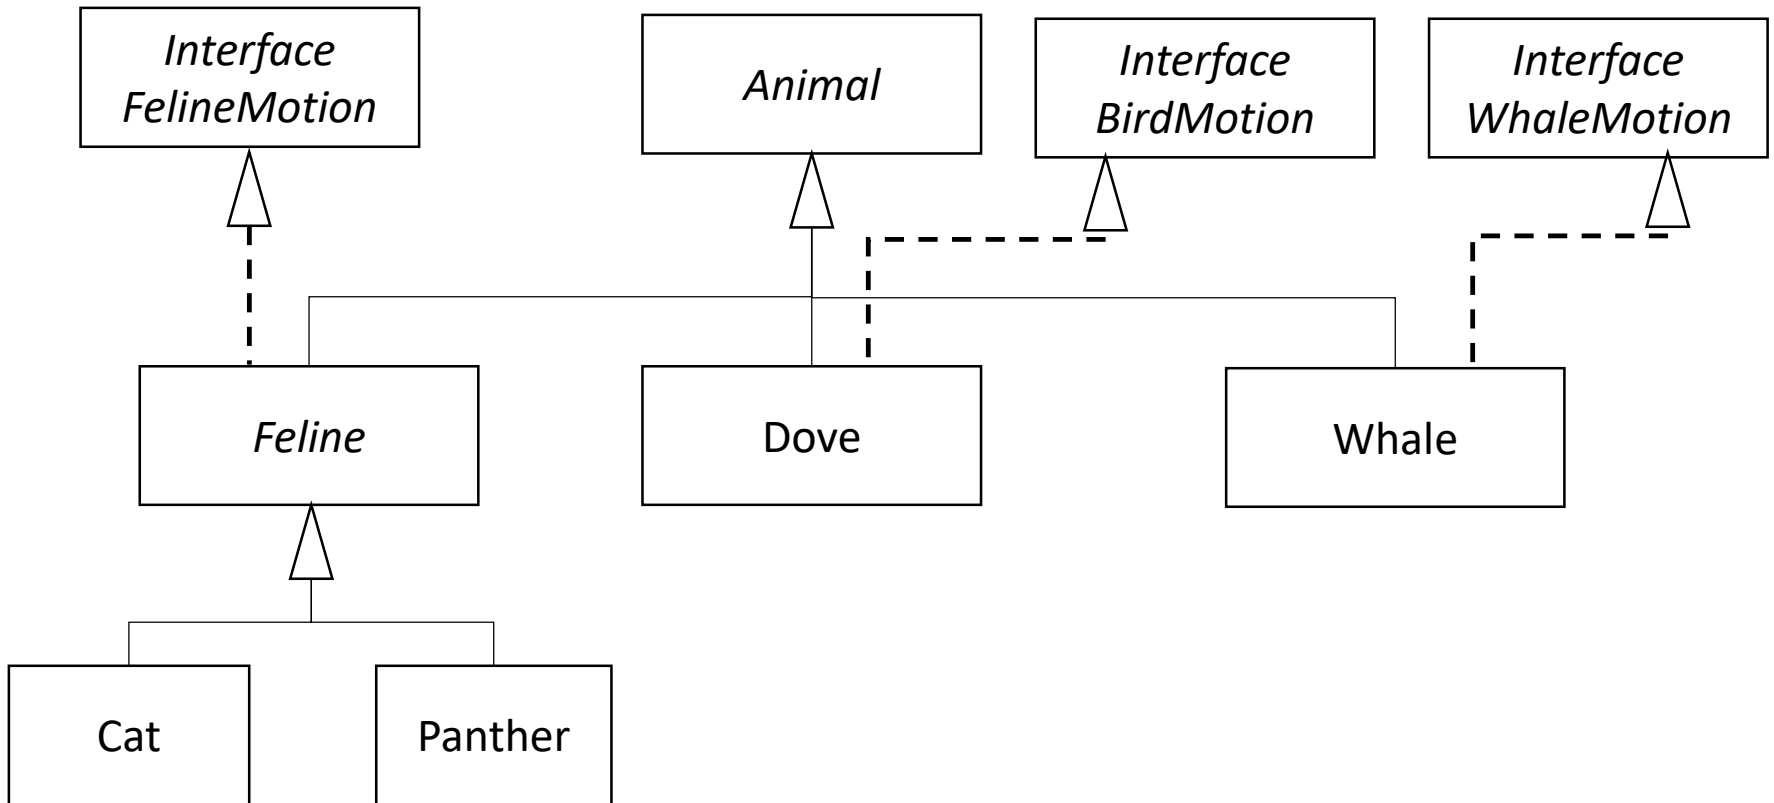 Interface
FelineMotion
Animal
Interface
BirdMotion
Interface
WhaleMotion
Feline
Dove
Whale
Cat
Panther